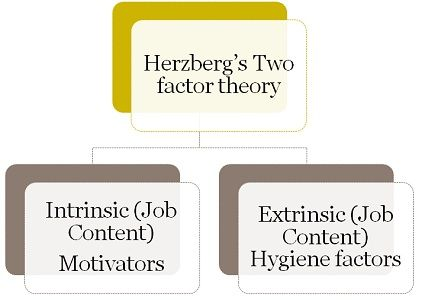 Herzberg's Two
factor theory
Intrinsic (Job
Content)
Motivators
Extrinsic (Job
Content)
Hygiene factors